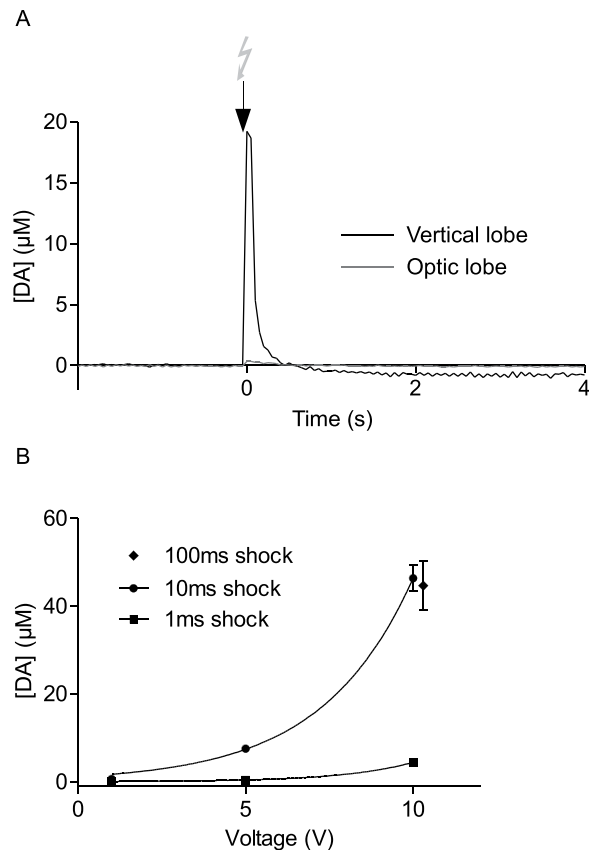 A
20
15
10
5
0
[DA] (µM)
Vertical lobe
Optic lobe
0
2
4
Time (s)
B
60
40
20
0
[DA] (µM)
100ms shock
10ms shock
1ms shock
0
5
10
Voltage (V)